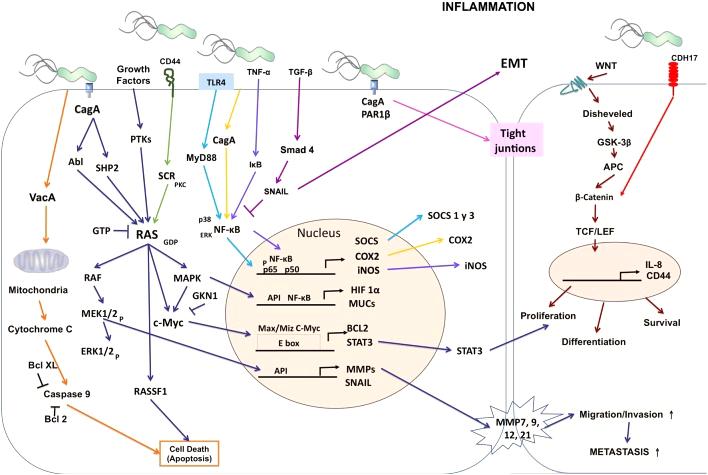 INFLAMMATION
CD44
CDH17
Growth
Factors
TLR4
TNF-α
TGF-β
EMT
WNT
CagA
CagA
PAR1β
Disheveled
PTKs
CagA
Tight
juntions
GSK-3β
Abl
SHP2
MyD88
IκB
Smad 4
APC
SCR
PKC
SNAIL
β-Catenin
VacA
p38
ERK
NF-κB
SOCS 1 y 3
GTP
RAS
GDP
Nucleus
TCF/LEF
SOCS
COX2
P
NF-κB
COX2
p65 p50
iNOS
iNOS
IL-8
CD44
Mitochondria
RAF
MAPK
HIF 1α
API NF-κB
MUCs
GKN1
Proliferation
Survival
MEK1/2
P
c-Myc
Cytochrome C
Max/Miz C-Myc
BCL2
E box
STAT3
Differentiation
ERK1/2
P
STAT3
Bcl XL
API
MMPs
SNAIL
Caspase 9
RASSF1
Bcl 2
MMP7, 9,
12, 21
Migration/Invasion ↑
Cell Death
(Apoptosis)
METASTASIS ↑